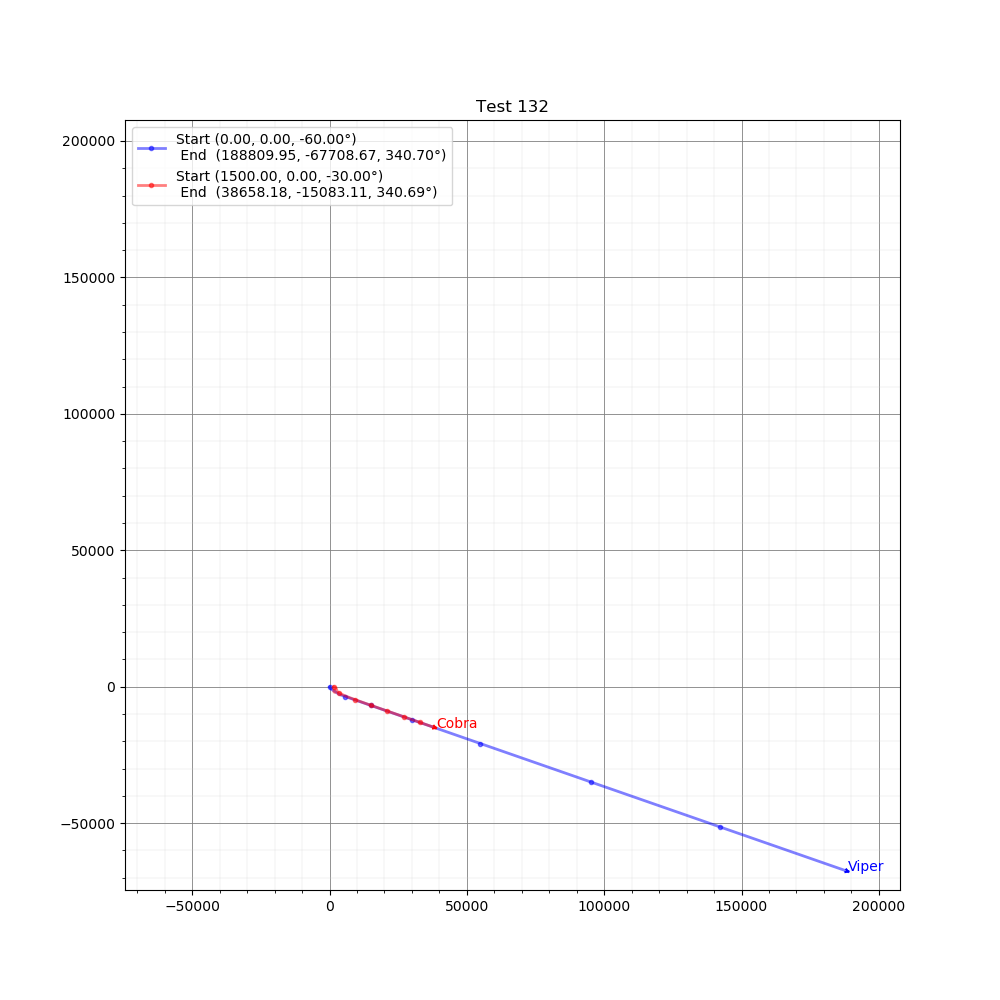 Test 132
Start (0.00, 0.00, -60.00°)
End (188809.95, -67708.67, 340.70°)
Start (1500.00, 0.00, -30.00°)
End (38658.18, -15083.11, 340.69°)
200000
150000
100000
50000
0
−50000
Cobra
Viper
−50000 0 50000 100000 150000 200000